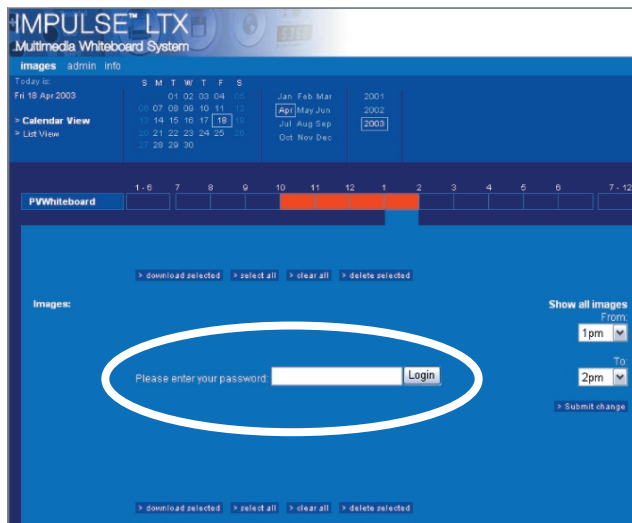 IMPULSE™ LTX
Multimedia Whiteboard System
images admin info
Today is:
Fri 18 Apr 2003
> Calendar View
> List View
S M T W T F S
01 02 03 04 05
06 07 08 09 10 11 12
13 14 15 16 17 18 19
20 21 22 23 24 25 26
27 28 29 30
Jan Feb Mar
Apr May Jun
Jul Aug Sep
Oct Nov Dec
2001
2002
2003
1 - 6 7 8 9 10 11 12 1 2 3 4 5 6 7 - 12
PVWhiteboard
> download selected > select all > clear all > delete selected
Images:
Show all images
From:
1pm
Please enter your password: Login
To:
2pm
> Submit change
> download selected > select all > clear all > delete selected